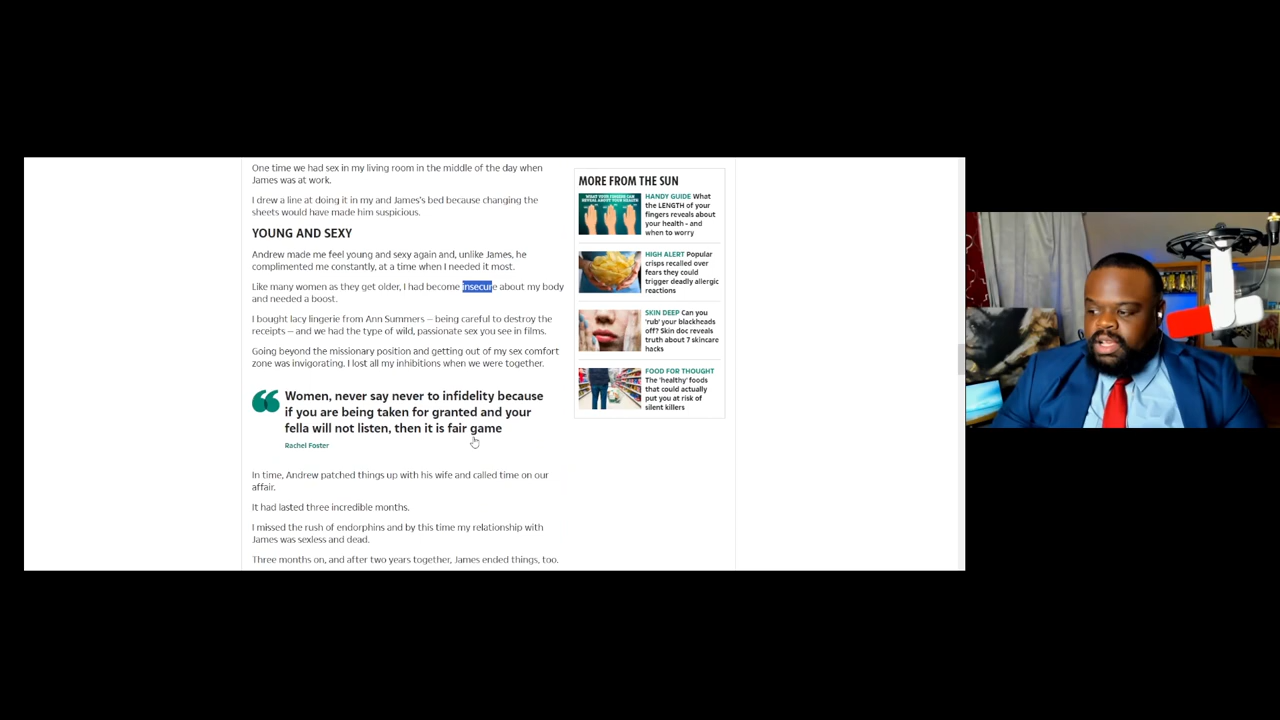 One time we had sex in my living room in the middle of the day when
James was at work.
I drew a line at doing it in my and James's bed because changing the
sheets would have made him suspicious.
YOUNG AND SEXY
Andrew made me feel young and sexy again and, unlike James, he
complimented me constantly, at a time when I needed it most.
Like many women as they get older, I had become insecure about my body
and needed a boost.
I bought lacy lingerie from Ann Summers – being careful to destroy the
receipts – and we had the type of wild, passionate sex you see in films.
Going beyond the missionary position and getting out of my sex comfort
zone was invigorating. I lost all my inhibitions when we were together.
Women, never say never to infidelity because
if you are being taken for granted and your
fella will not listen, then it is fair game
Rachel Foster
In time, Andrew patched things up with his wife and called time on our
affair.
It had lasted three incredible months.
I missed the rush of endorphins and by this time my relationship with
James was sexless and dead.
Three months on, and after two years together, James ended things, too.
MORE FROM THE SUN
HANDY GUIDE What
the LENGTH of your
fingers reveals about
your health - and
when to worry
HIGH ALERT Popular
crisps recalled over
fears they could
trigger deadly allergic
reactions
SKIN DEEP Can you
'rub' your blackheads
off? Skin doc reveals
truth about 7 skincare
hacks
FOOD FOR THOUGHT
The 'healthy' foods
that could actually
put you at risk of
silent killers